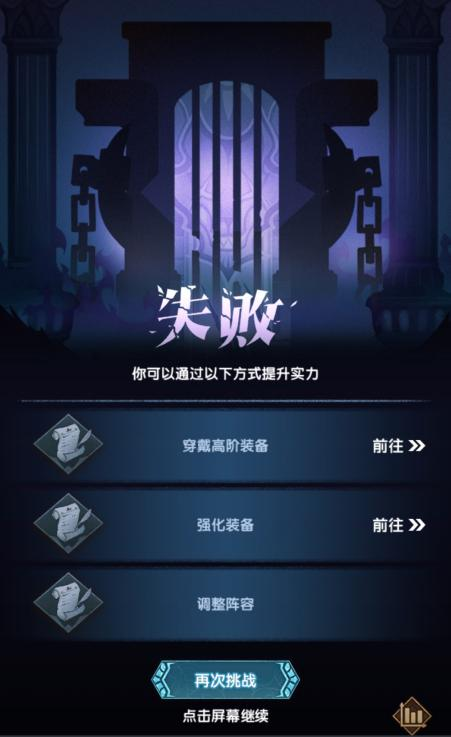 失败
你可以通过以下方式提升实力
穿戴高阶装备 前往
强化装备 前往
调整阵容
再次挑战
点击屏幕继续